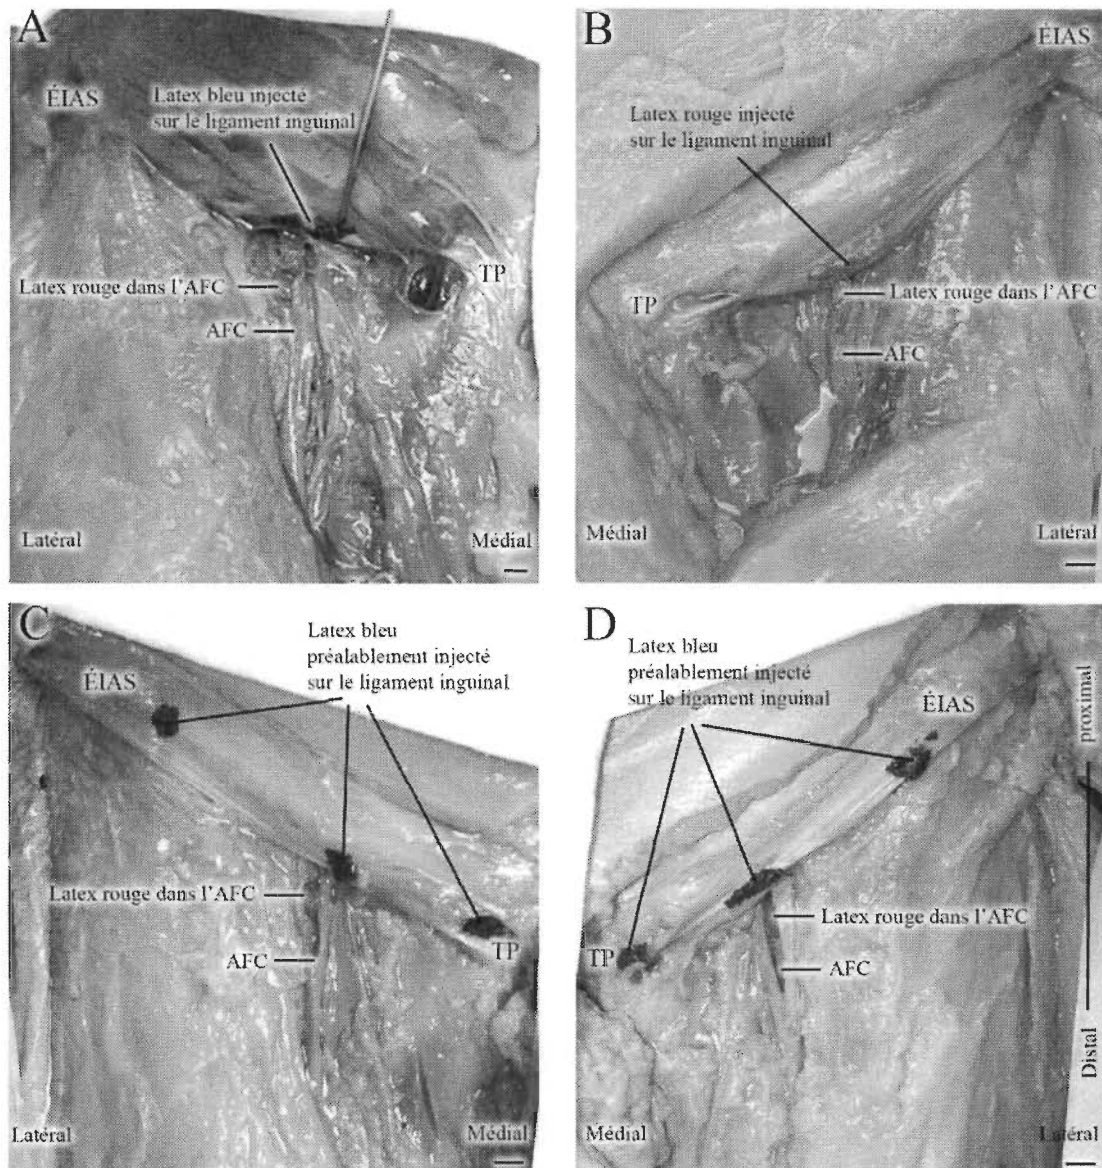 A
ÉIAS
Latex bleu injecté
sur le ligament inguinal
TP
Latex rouge dans l'AFC
AFC
Latéral
Médial
B
ÉIAS
Latex rouge injecté
sur le ligament inguinal
TP
Latex rouge dans l'AFC
AFC
Médial
Latéral
C
Latex bleu
préalablement injecté
sur le ligament inguinal
ÉIAS
Latex rouge dans l'AFC
AFC
TP
Latéral
Médial
D
Latex bleu
préalablement injecté
sur le ligament inguinal
ÉIAS
proximal
Latex rouge dans l'AFC
TP
AFC
Distal
Médial
Latéral